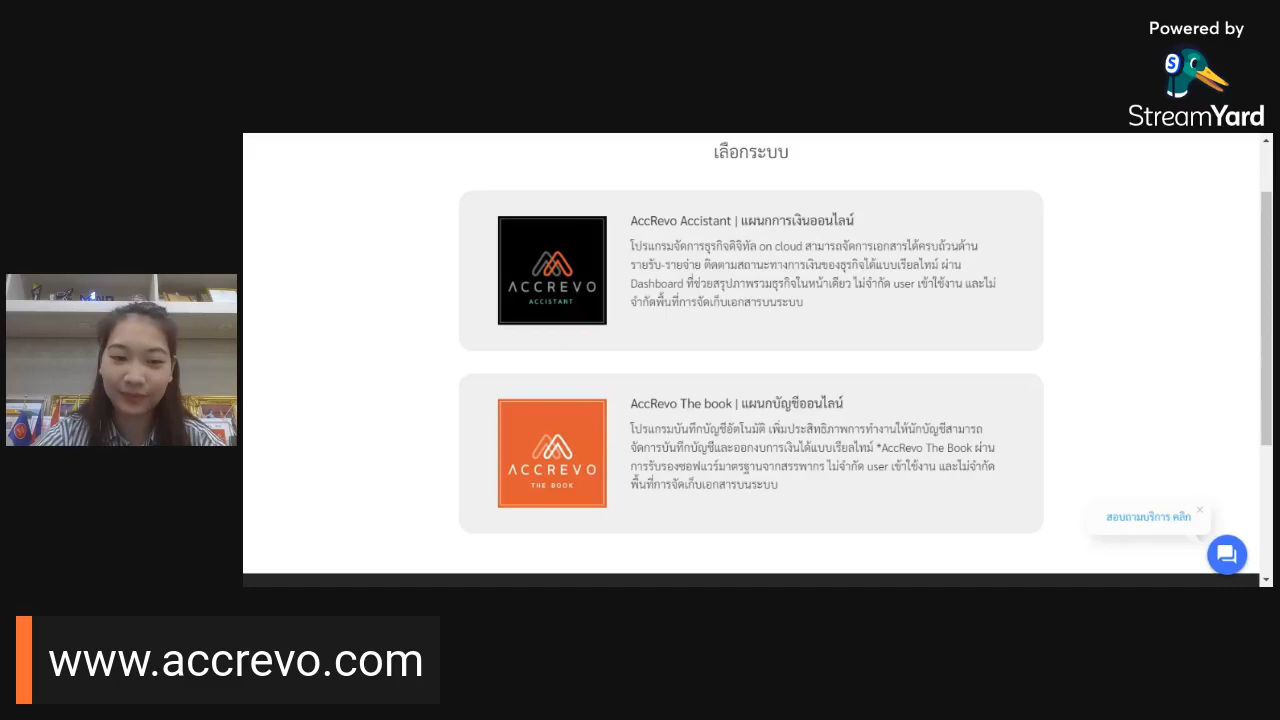 Powered by
S
StreamYard
เลือกระบบ
ACCREVO
ACCISTANT
AccRevo Accistant | แผนกการเงินออนไลน์
โปรแกรมจัดการธุรกิจดิจิทัล on cloud สามารถจัดการเอกสารได้ครบถ้วนด้าน
รายรับ-รายจ่าย ติดตามสถานะทางการเงินของธุรกิจได้แบบเรียลไทม์ ผ่าน
Dashboard ที่ช่วยสรุปภาพรวมธุรกิจในหน้าเดียว ไม่จำกัด user เข้าใช้งาน และไม่
จำกัดพื้นที่การจัดเก็บเอกสารบนระบบ
ACCREVO
THE BOOK
AccRevo The book | แผนกบัญชีออนไลน์
โปรแกรมบันทึกบัญชีอัตโนมัติ เพิ่มประสิทธิภาพการทำงานให้นักบัญชีสามารถ
จัดการบันทึกบัญชีและออกงบการเงินได้แบบเรียลไทม์ *AccRevo The Book ผ่าน
การรับรองซอฟแวร์มาตรฐานจากสรรพากร ไม่จำกัด user เข้าใช้งาน และไม่จำกัด
พื้นที่การจัดเก็บเอกสารบนระบบ
สอบถามบริการ คลิก
www.accrevo.com